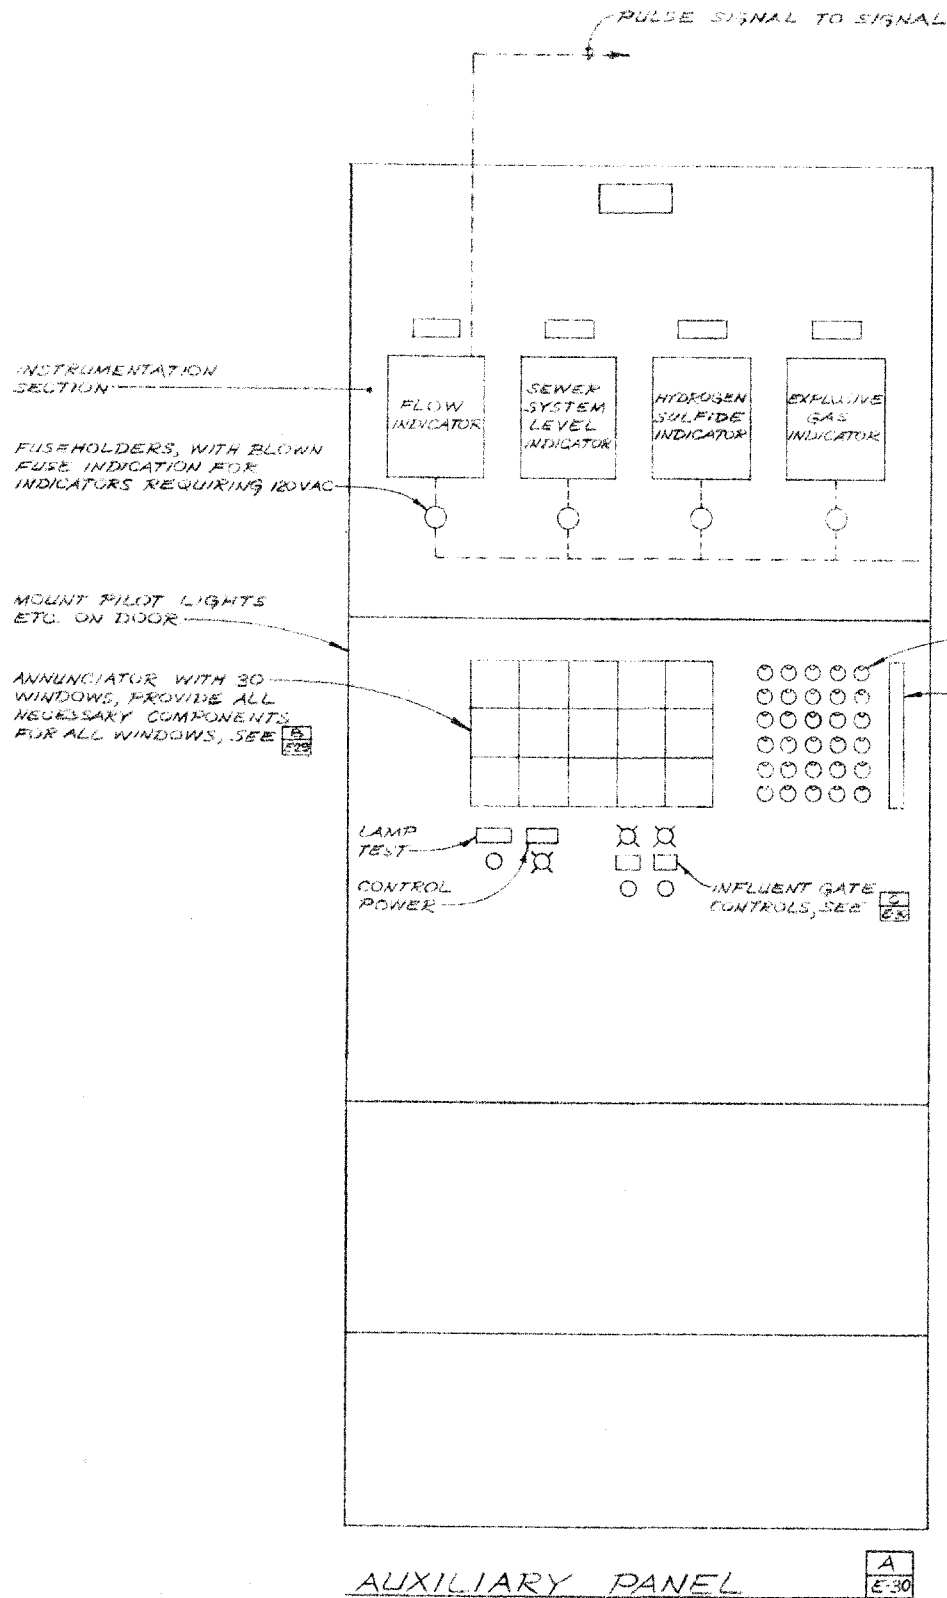 PULSE SIGNAL TO SIGNAL
INSTRUMENTATION
SECTION
FLOW
INDICATOR
SEWER
SYSTEM
LEVEL
INDICATOR
HYDROGEN
SULFIDE
INDICATOR
EXPLOSIVE
GAS
INDICATOR
FUSEHOLDERS, WITH BLOWN
FUSE INDICATION FOR
INDICATORS REQUIRING 120VAC
MOUNT PILOT LIGHTS
ETC. ON DOOR
ANNUNCIATOR WITH 30
WINDOWS, PROVIDE ALL
NECESSARY COMPONENTS
FOR ALL WINDOWS, SEE B
LAMP
TEST
CONTROL
POWER
INFLUENT GATE
CONTROLS, SEE C
AUXILIARY PANEL
A
E-30